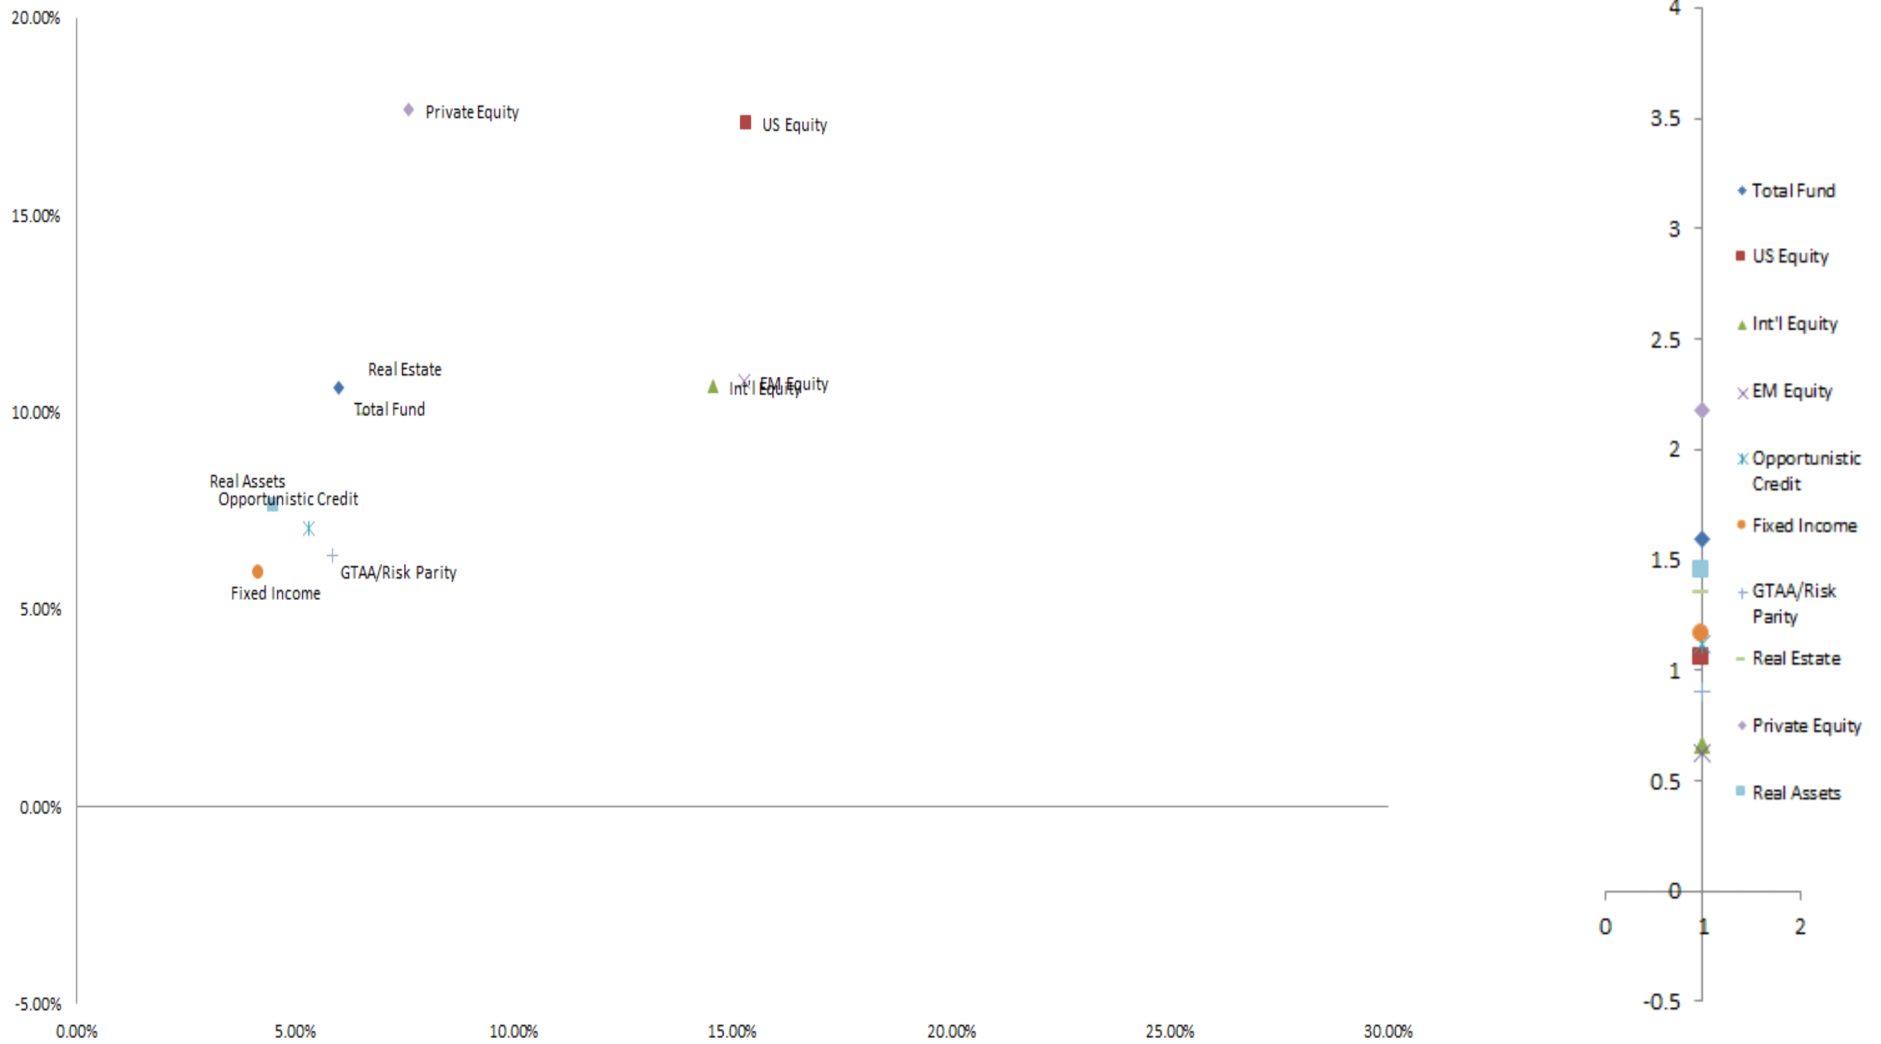 20.00%
15.00%
10.00%
5.00%
0.00%
-5.00%
0.00%
5.00%
10.00%
15.00%
20.00%
25.00%
30.00%
Private Equity
US Equity
Real Estate
Total Fund
EM Equity
Int'l Equity
Real Assets
Opportunistic Credit
GTAA/Risk Parity
Fixed Income
4
3.5
3
2.5
2
1.5
1
0.5
0
-0.5
0
1
2
Total Fund
US Equity
Int'l Equity
EM Equity
Opportunistic
Credit
Fixed Income
GTAA/Risk
Parity
Real Estate
Private Equity
Real Assets